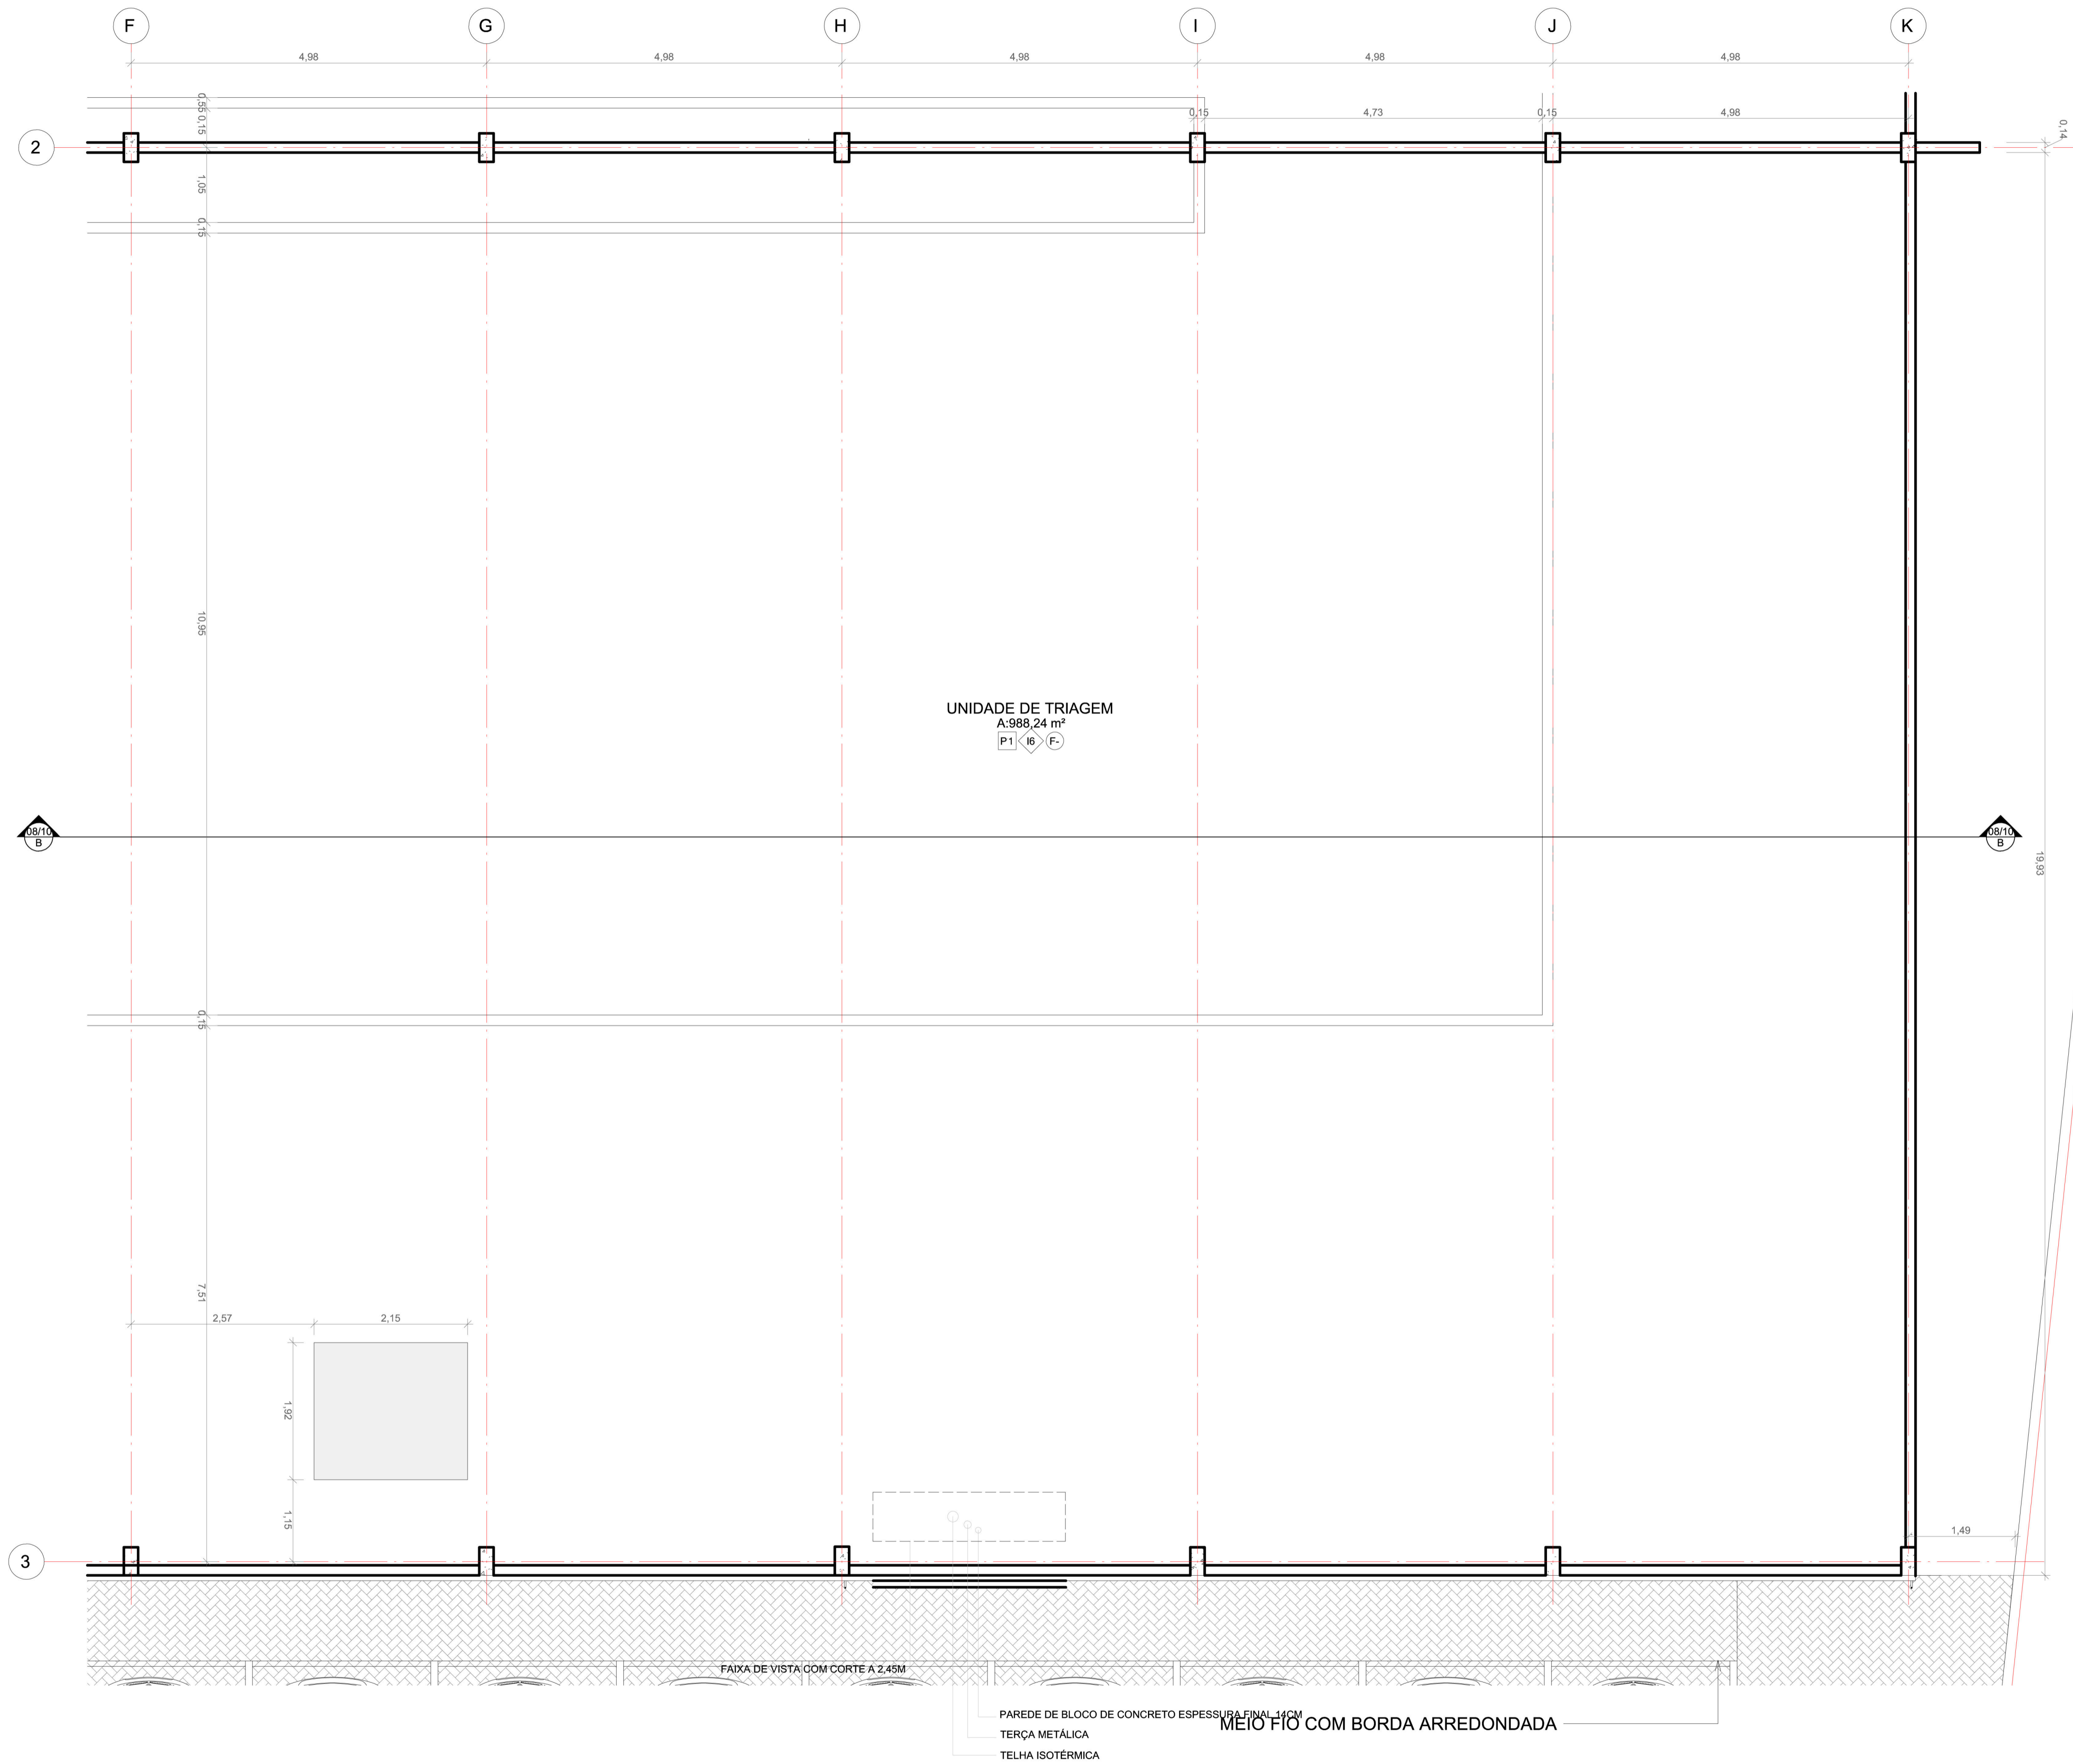 F G H I J K
4,98 4,98 4,98 4,98 4,98
0,55 0,15
0,15 4,73 0,15 4,98
0,14
2
1,05
0,15
10,95
UNIDADE DE TRIAGEM
A:988,24 m²
P1 I6 F-
08/10
B
08/10
B
19,93
0,15
7,51
2,57 2,15
1,92
1,15
1,49
3
FAIXA DE VISTA COM CORTE A 2,45M
PAREDE DE BLOCO DE CONCRETO ESPESSURA FINAL 14CM
MEIO FIO COM BORDA ARREDONDADA
TERÇA METÁLICA
TELHA ISOTÉRMICA